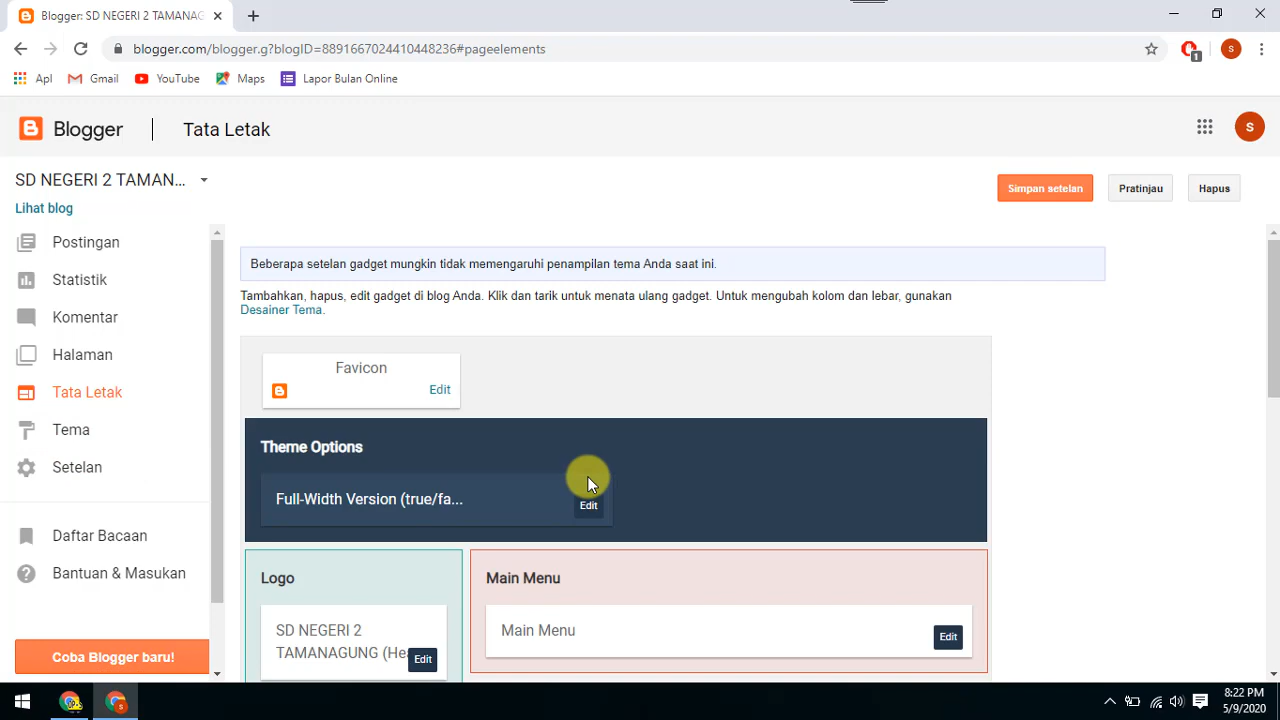 Blogger: SD NEGERI 2 TAMANAG
blogger.com/blogger.g?blogID=8891667024410448236#pageelements
S
1
Apl
Gmail
YouTube
Maps
Lapor Bulan Online
Blogger
Tata Letak
S
SD NEGERI 2 TAMAN...
Lihat blog
Simpan setelan
Pratinjau
Hapus
Postingan
Statistik
Komentar
Halaman
Tata Letak
Tema
Setelan
Daftar Bacaan
Bantuan & Masukan
Coba Blogger baru!
Beberapa setelan gadget mungkin tidak memengaruhi penampilan tema Anda saat ini.
Tambahkan, hapus, edit gadget di blog Anda. Klik dan tarik untuk menata ulang gadget. Untuk mengubah kolom dan lebar, gunakan
Desainer Tema.
Favicon
Edit
Theme Options
Full-Width Version (true/fa...
Edit
Logo
SD NEGERI 2
TAMANAGUNG (He
Edit
Main Menu
Main Menu
Edit
8:22 PM
5/9/2020